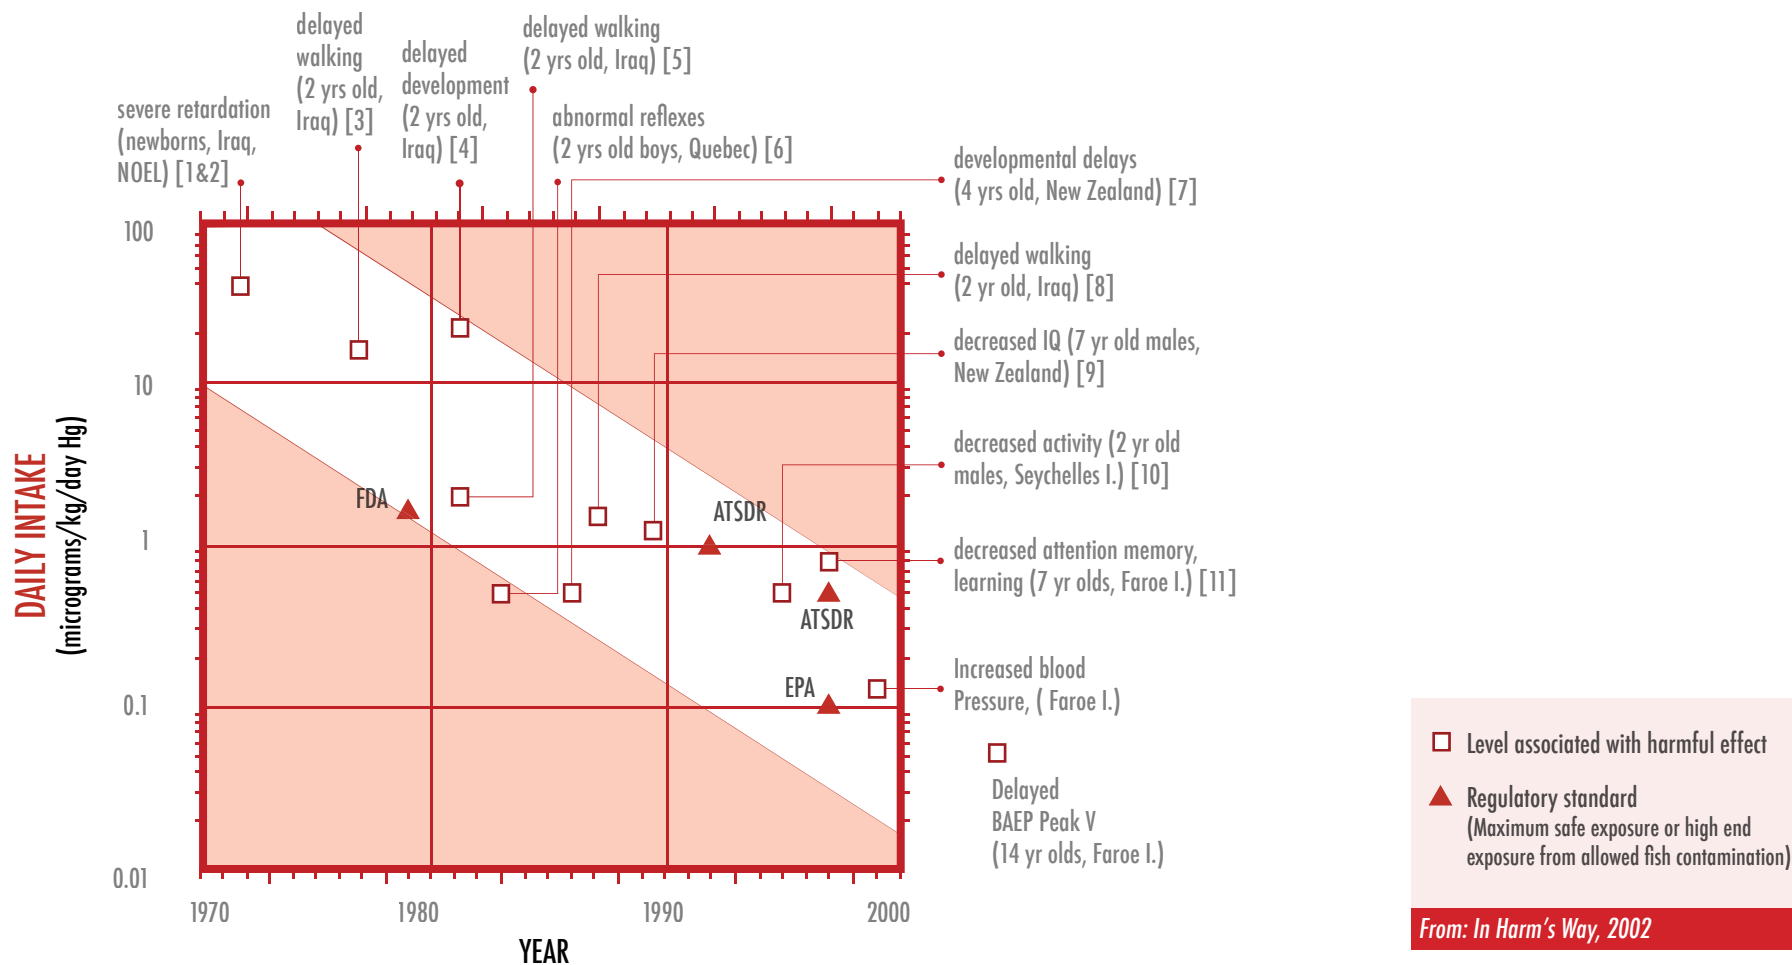 delayed
walking
(2 yrs old,
Iraq) [3]
delayed
development
(2 yrs old,
Iraq) [4]
delayed walking
(2 yrs old, Iraq) [5]
severe retardation
(newborns, Iraq,
NOEL) [1&2]
abnormal reflexes
(2 yrs old boys, Quebec) [6]
developmental delays
(4 yrs old, New Zealand) [7]
delayed walking
(2 yr old, Iraq) [8]
decreased IQ (7 yr old males,
New Zealand) [9]
decreased activity (2 yr old
males, Seychelles I.) [10]
decreased attention memory,
learning (7 yr olds, Faroe I.) [11]
Increased blood
Pressure, ( Faroe I.)
Delayed
BAEP Peak V
(14 yr olds, Faroe I.)
DAILY INTAKE
(micrograms/kg/day Hg)
100
10
1
0.1
0.01
FDA
ATSDR
ATSDR
EPA
1970
1980
1990
2000
YEAR
Level associated with harmful effect
Regulatory standard
(Maximum safe exposure or high end
exposure from allowed fish contamination)
From: In Harm's Way, 2002